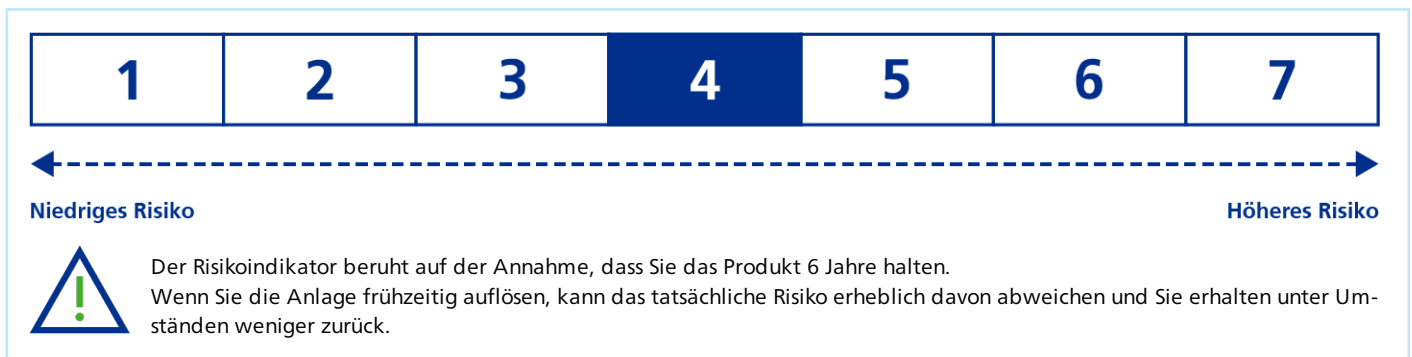 1 2 3 4 5 6 7
Niedriges Risiko Höheres Risiko
Der Risikoindikator beruht auf der Annahme, dass Sie das Produkt 6 Jahre halten.
Wenn Sie die Anlage frühzeitig auflösen, kann das tatsächliche Risiko erheblich davon abweichen und Sie erhalten unter Um-
ständen weniger zurück.